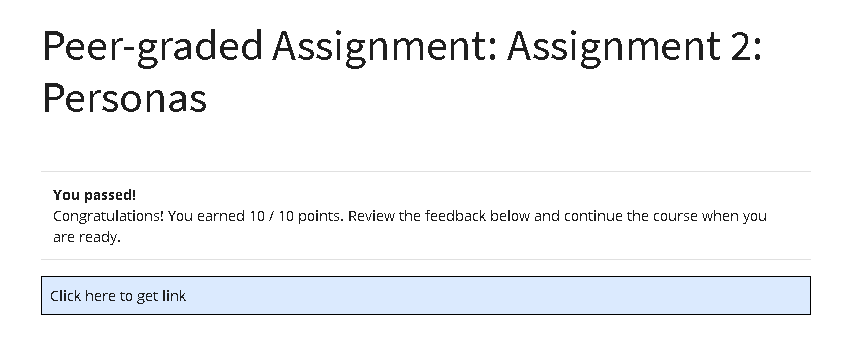 Peer-graded Assignment: Assignment 2:
Personas
You passed!
Congratulations! You earned 10 / 10 points. Review the feedback below and continue the course when you
are ready.
Click here to get link